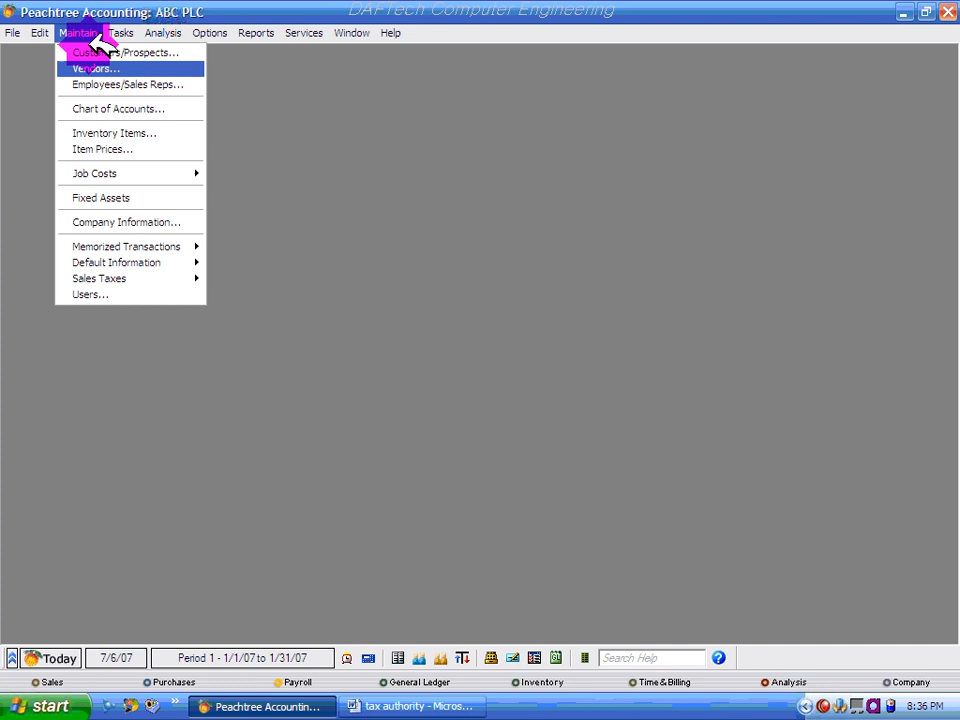 Peachtree Accounting: ABC PLC
DAFTech Computer Engineering
File Edit Maintain Tasks Analysis Options Reports Services Window Help
Customers/Prospects...
Vendors...
Employees/Sales Reps...
Chart of Accounts...
Inventory Items...
Item Prices...
Job Costs
Fixed Assets
Company Information...
Memorized Transactions
Default Information
Sales Taxes
Users...
Today 7/6/07 Period 1 - 1/1/07 to 1/31/07 Search Help
Sales Purchases Payroll General Ledger Inventory Time & Billing Analysis Company
start Peachtree Accountin... tax authority - Micros... 8:36 PM